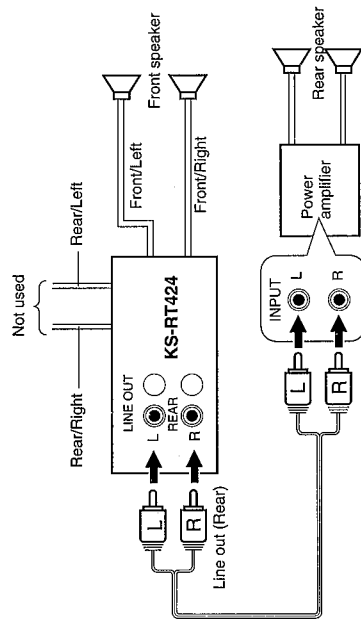 Not used
Rear/Right
Rear/Left
LINE OUT
L
REAR
R
KS-RT424
Front/Left
Front/Right
Front speaker
L
R
Line out (Rear)
INPUT
L
R
Power
amplifier
Rear speaker
L
R